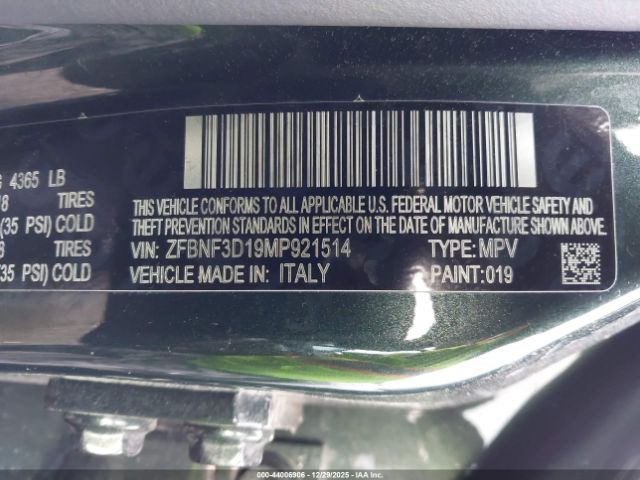 4365 LB
TIRES
(35 PSI) COLD
TIRES
(35 PSI) COLD
THIS VEHICLE CONFORMS TO ALL APPLICABLE U.S. FEDERAL MOTOR VEHICLE SAFETY AND
THEFT PREVENTION STANDARDS IN EFFECT ON THE DATE OF MANUFACTURE SHOWN ABOVE.
VIN: ZFBNF3D19MP921514 TYPE: MPV
VEHICLE MADE IN: ITALY PAINT:019
000-44006906 - 12/29/2025 - IAAI, Inc.